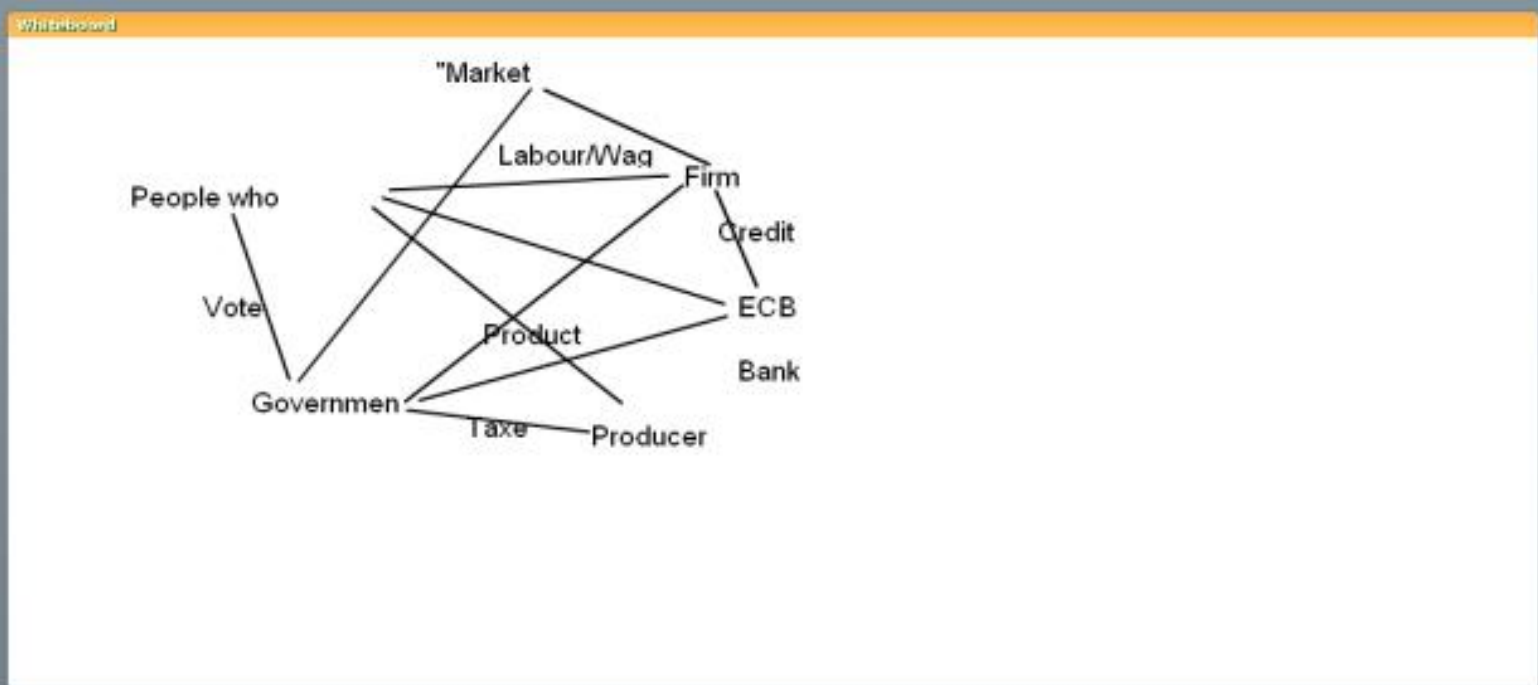 Whiteboard
"Market
Labour/Wag
Firm
People who
Credit
Vote
ECB
Product
Bank
Governmen
Taxe
Producer